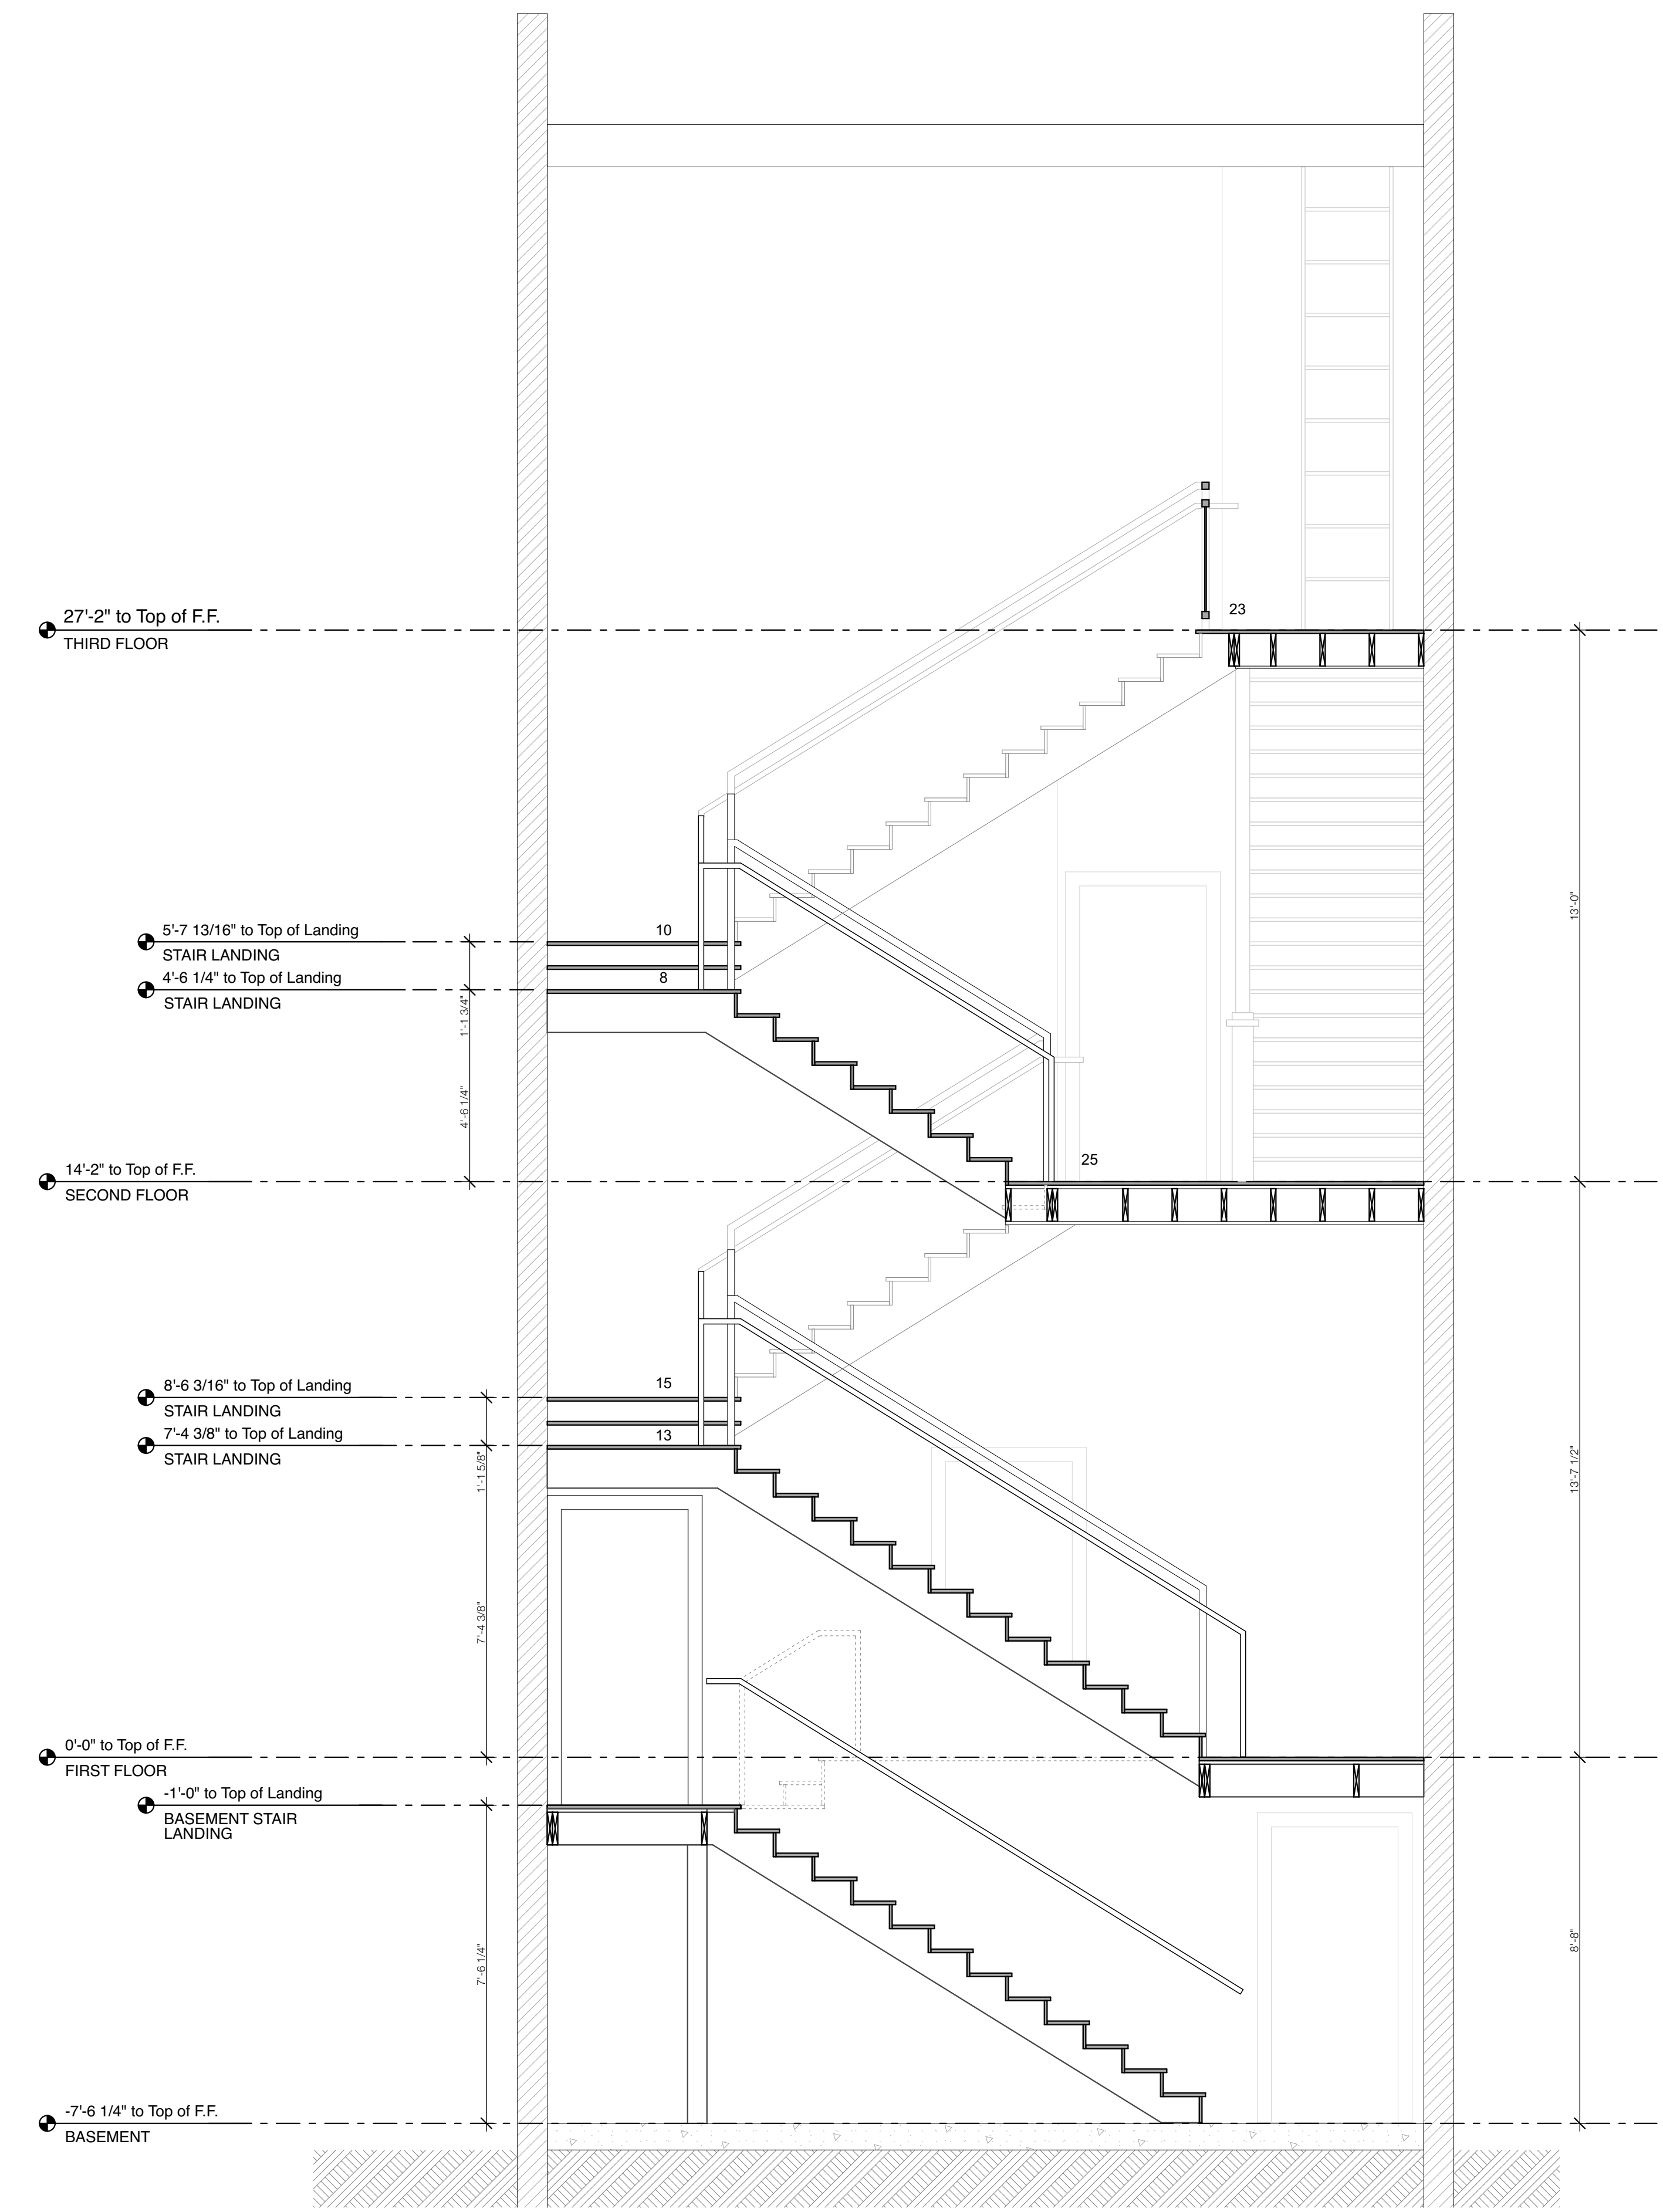 23
27'-2" to Top of F.F.
THIRD FLOOR
13'-0"
5'-7 13/16" to Top of Landing
10
STAIR LANDING
4'-6 1/4" to Top of Landing
8
STAIR LANDING
1'-1 3/4"
4'-6 1/4"
25
14'-2" to Top of F.F.
SECOND FLOOR
8'-6 3/16" to Top of Landing
15
STAIR LANDING
7'-4 3/8" to Top of Landing
13
STAIR LANDING
1'-1 5/8"
13'-7 1/2"
7'-4 3/8"
0'-0" to Top of F.F.
FIRST FLOOR
-1'-0" to Top of Landing
BASEMENT STAIR
LANDING
8'-8"
7'-6 1/4"
-7'-6 1/4" to Top of F.F.
BASEMENT